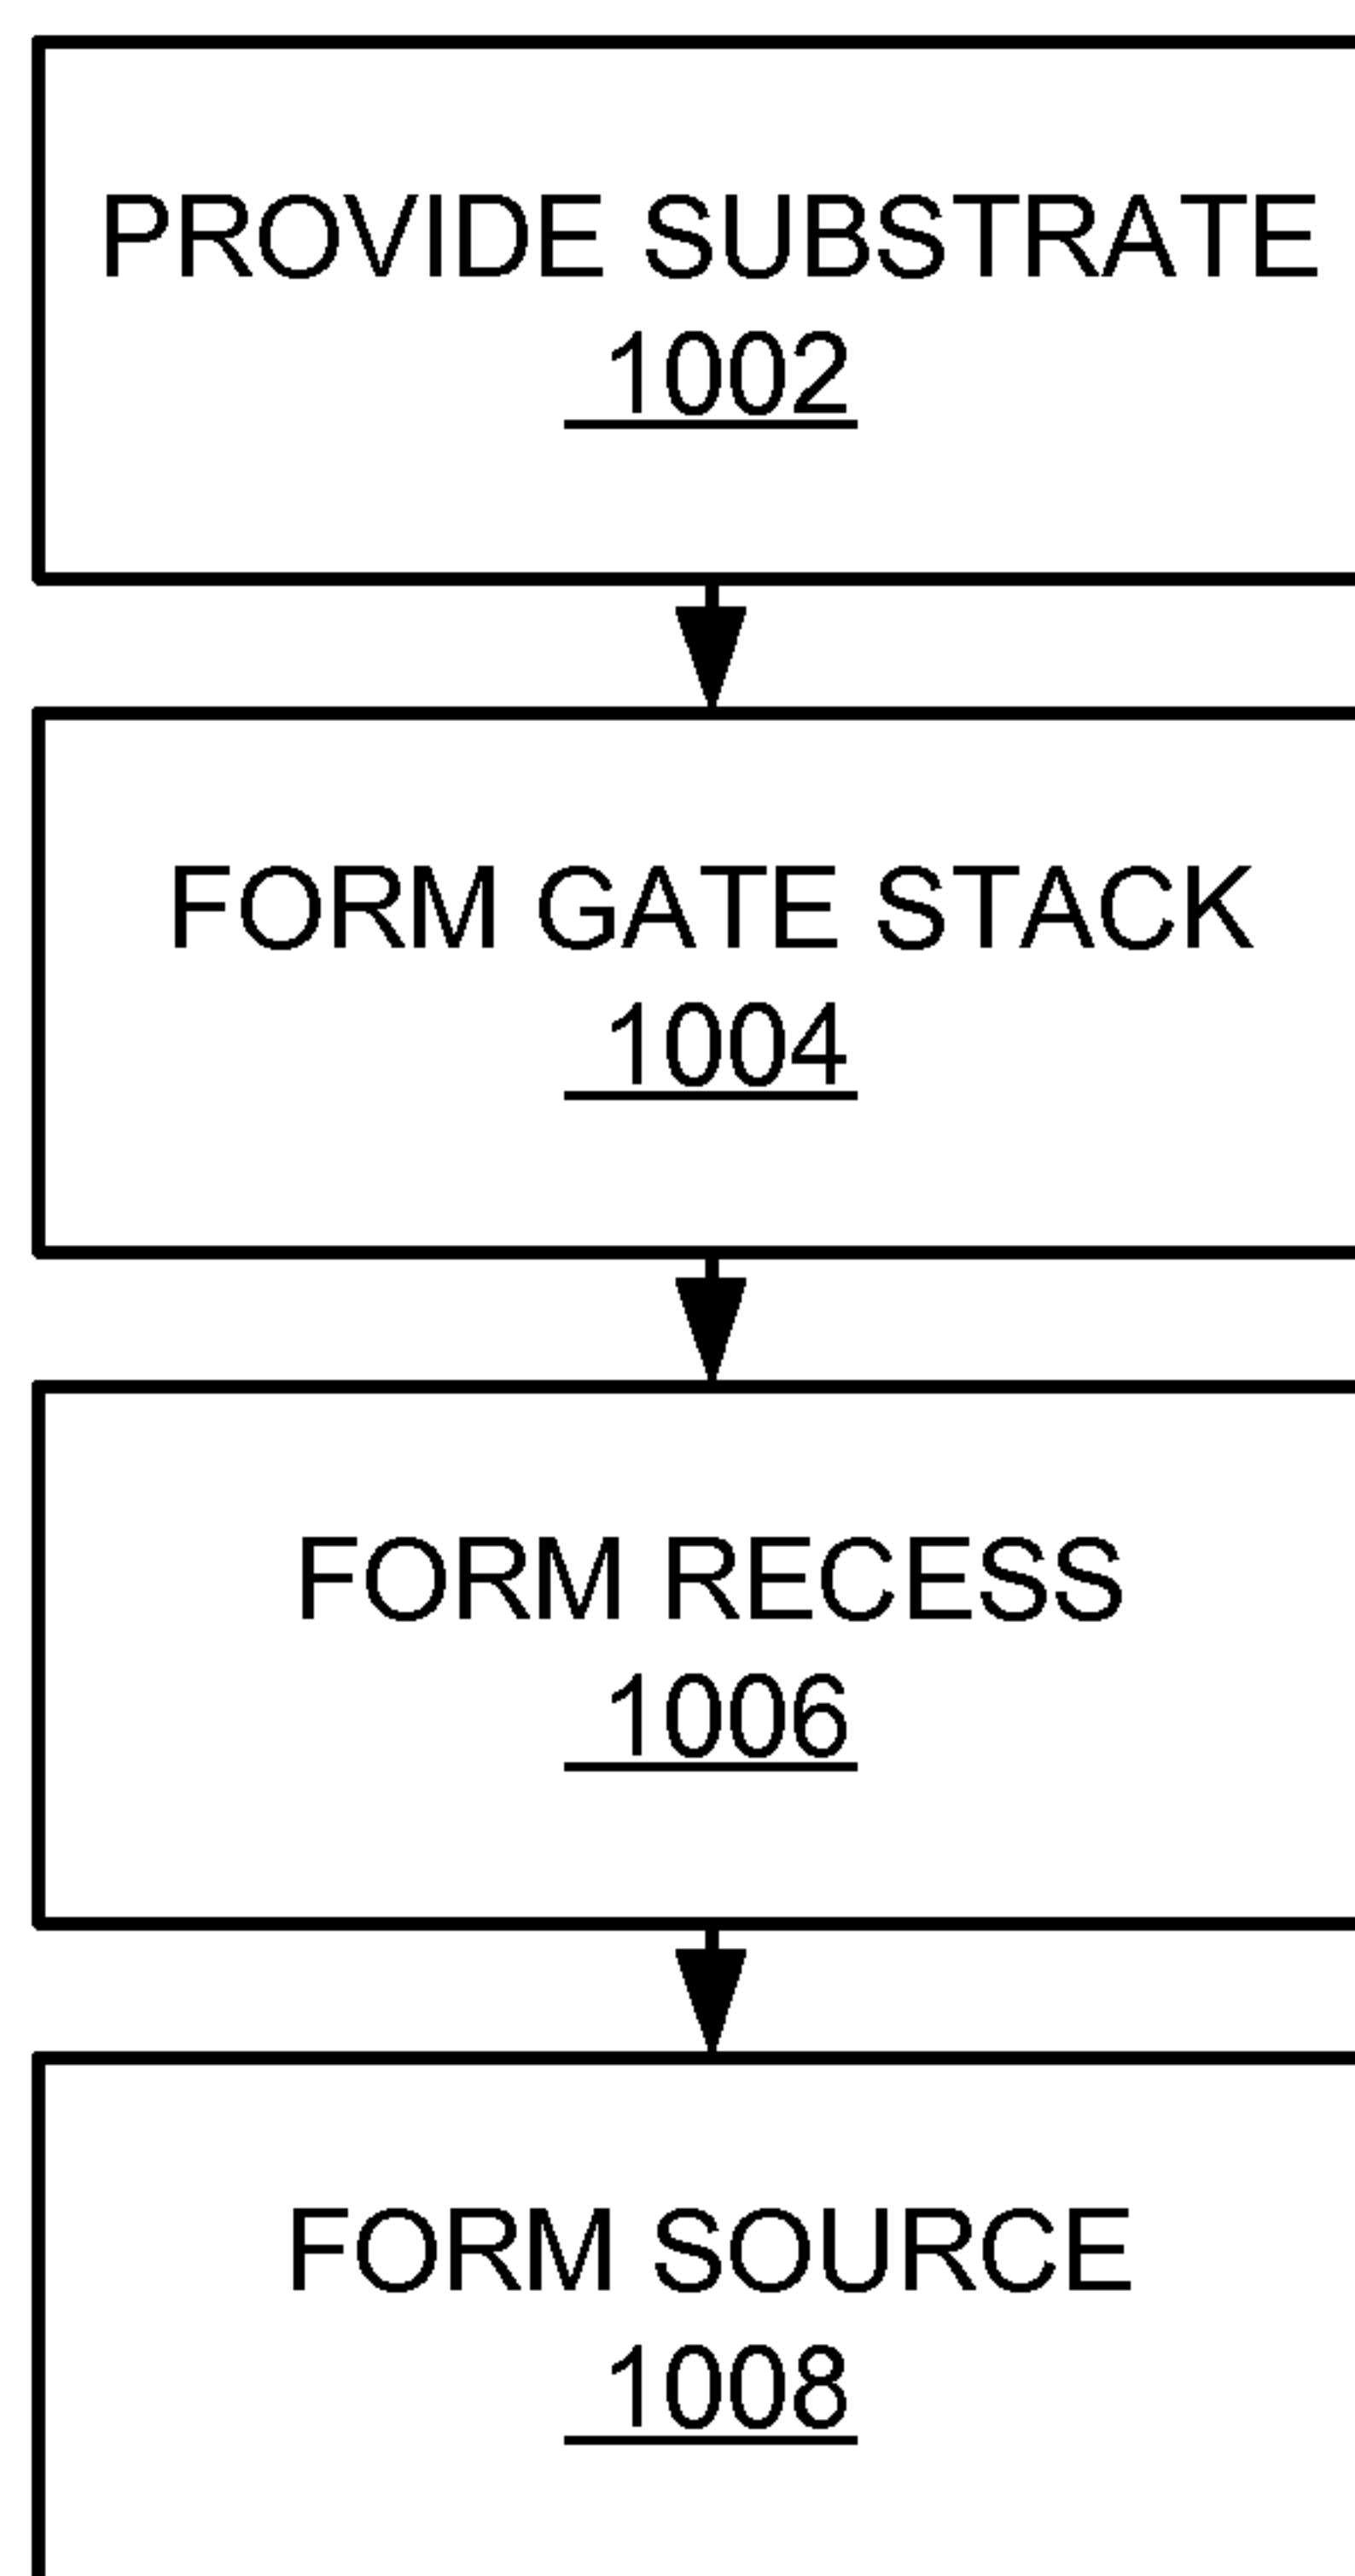 PROVIDE SUBSTRATE
1002
FORM GATE STACK
1004
FORM RECESS
1006
FORM SOURCE
1008